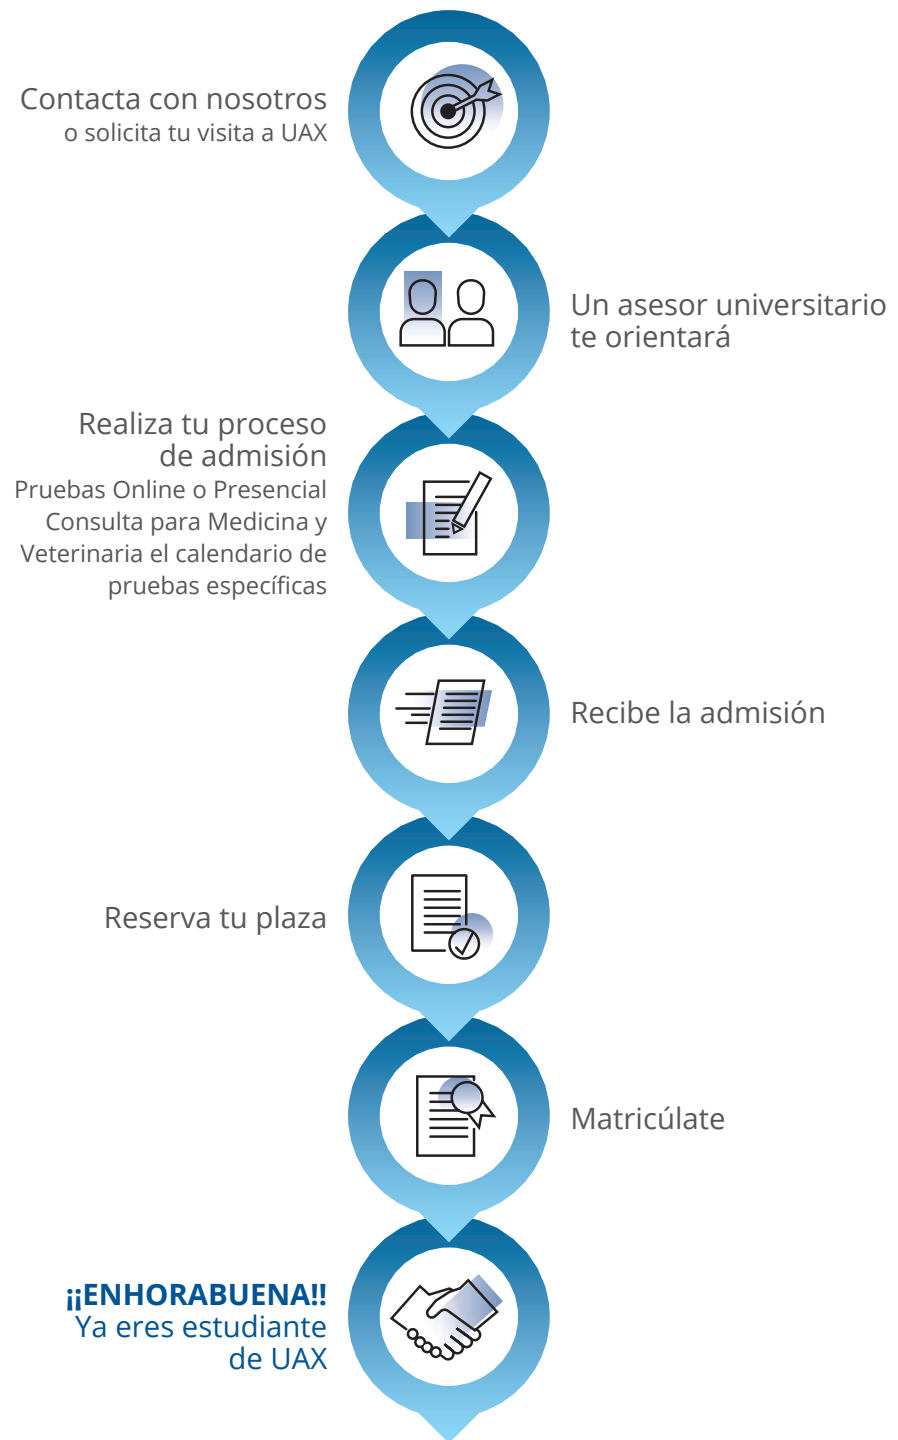 Contacta con nosotros
o solicita tu visita a UAX
Un asesor universitario
te orientará
Realiza tu proceso
de admisión
Pruebas Online o Presencial
Consulta para Medicina y
Veterinaria el calendario de
pruebas específicas
Recibe la admisión
Reserva tu plaza
Matricúlate
¡¡ENHORABUENA!!
Ya eres estudiante
de UAX